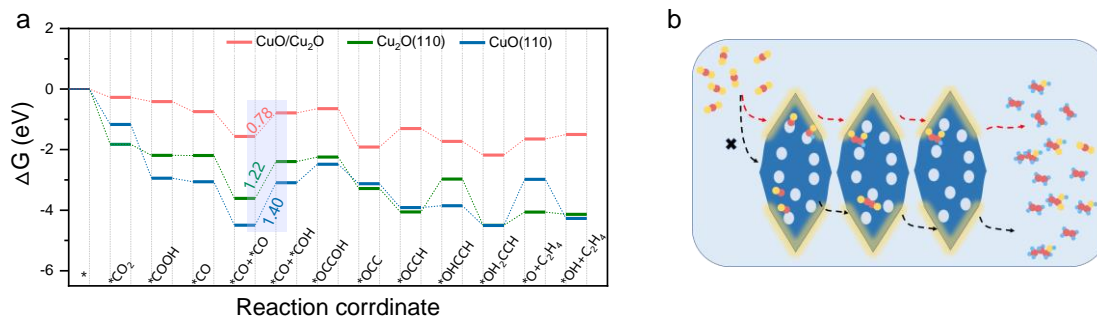 a
b
2
0
-2
-4
-6
ΔG (eV)
CuO/Cu₂O
Cu₂O(110)
CuO(110)
0.78
1.22
1.40
*
*CO₂
*COOH
*CO
*CO+*CO
*CO+*COH
*OCCOH
*OCC
*OCCH
*OHCCH
*OH₂CCH
*O+C₂H₄
*OH+C₂H₄
Reaction corrdinate